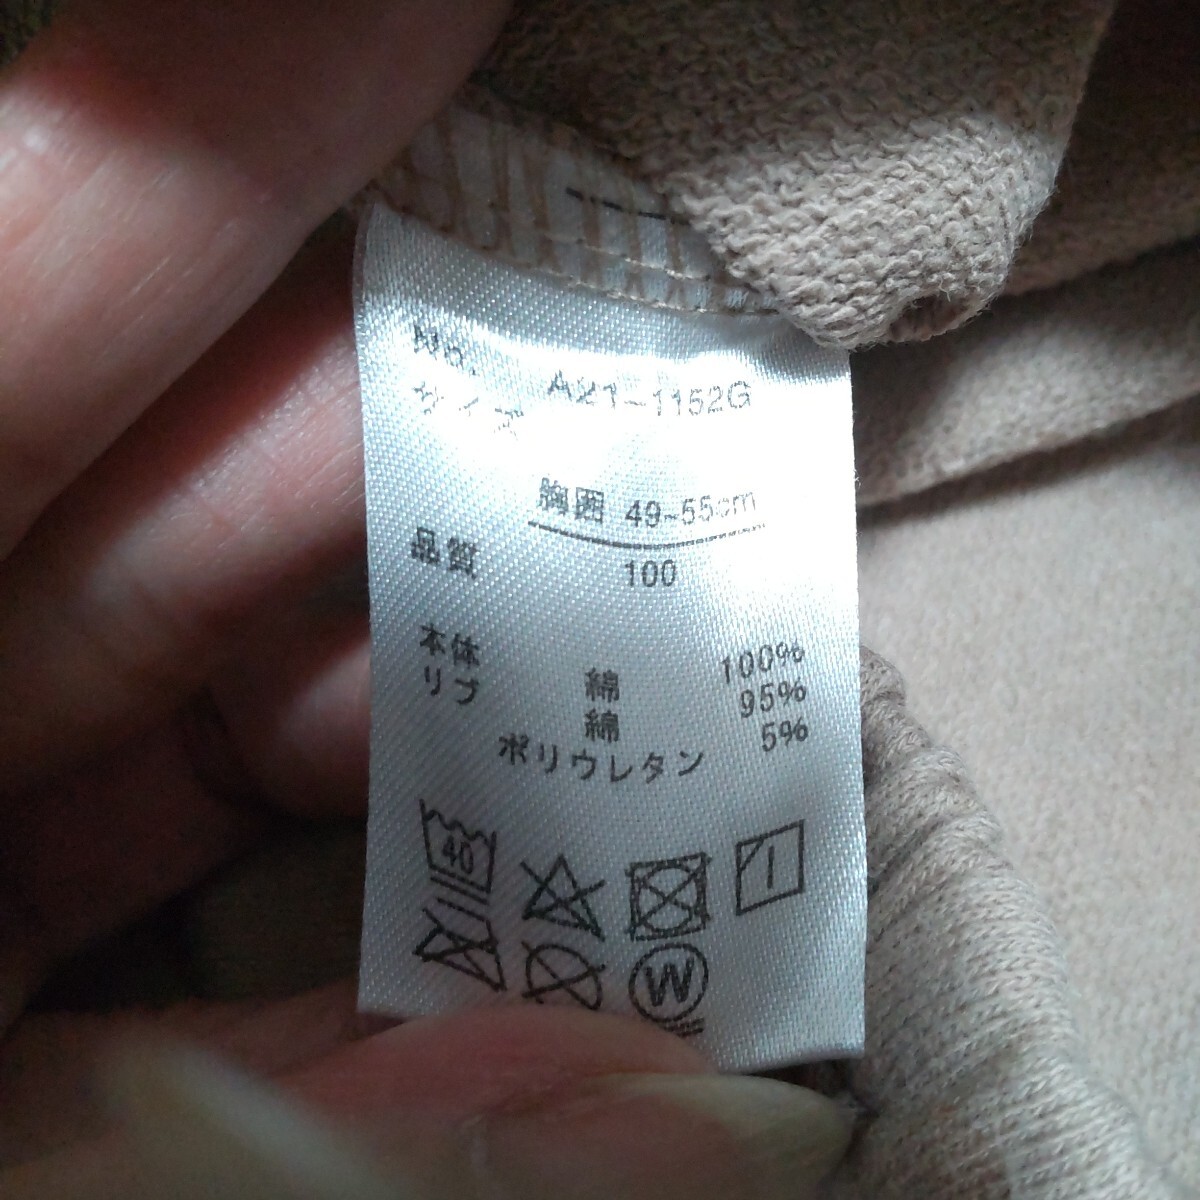 No. A21-1152G
サイズ
胸囲 49~55cm
品質 100
本体 綿 100%
リブ 綿 95%
ポリウレタン 5%
40
W